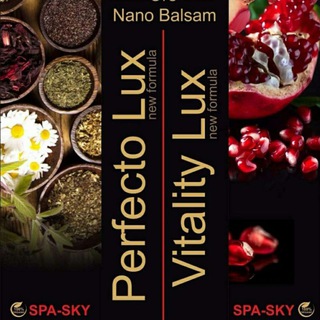 Nano Balsam
Perfecto Lux
new formula
Vitality Lux
new formula
SPA-SKY
SPA-SKY